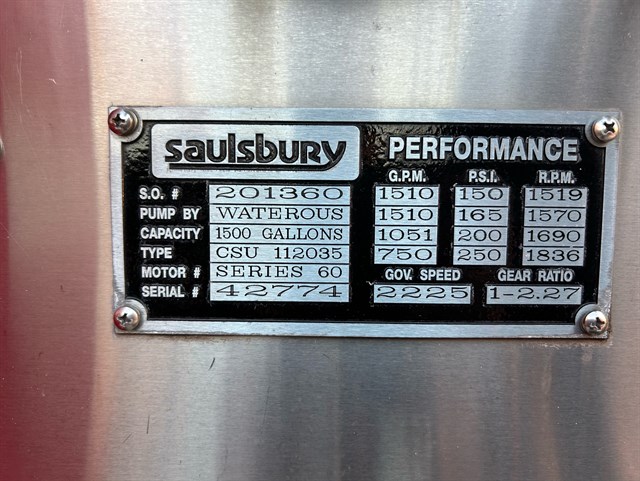 saulsbury
PERFORMANCE
G.P.M. P.S.I. R.P.M.
S.O. # 201360 1510 150 1519
PUMP BY WATEROUS 1510 165 1570
CAPACITY 1500 GALLONS 1051 200 1690
TYPE CSU 112035 750 250 1836
MOTOR # SERIES 60 GOV. SPEED GEAR RATIO
SERIAL # 42774 2225 1-2.27